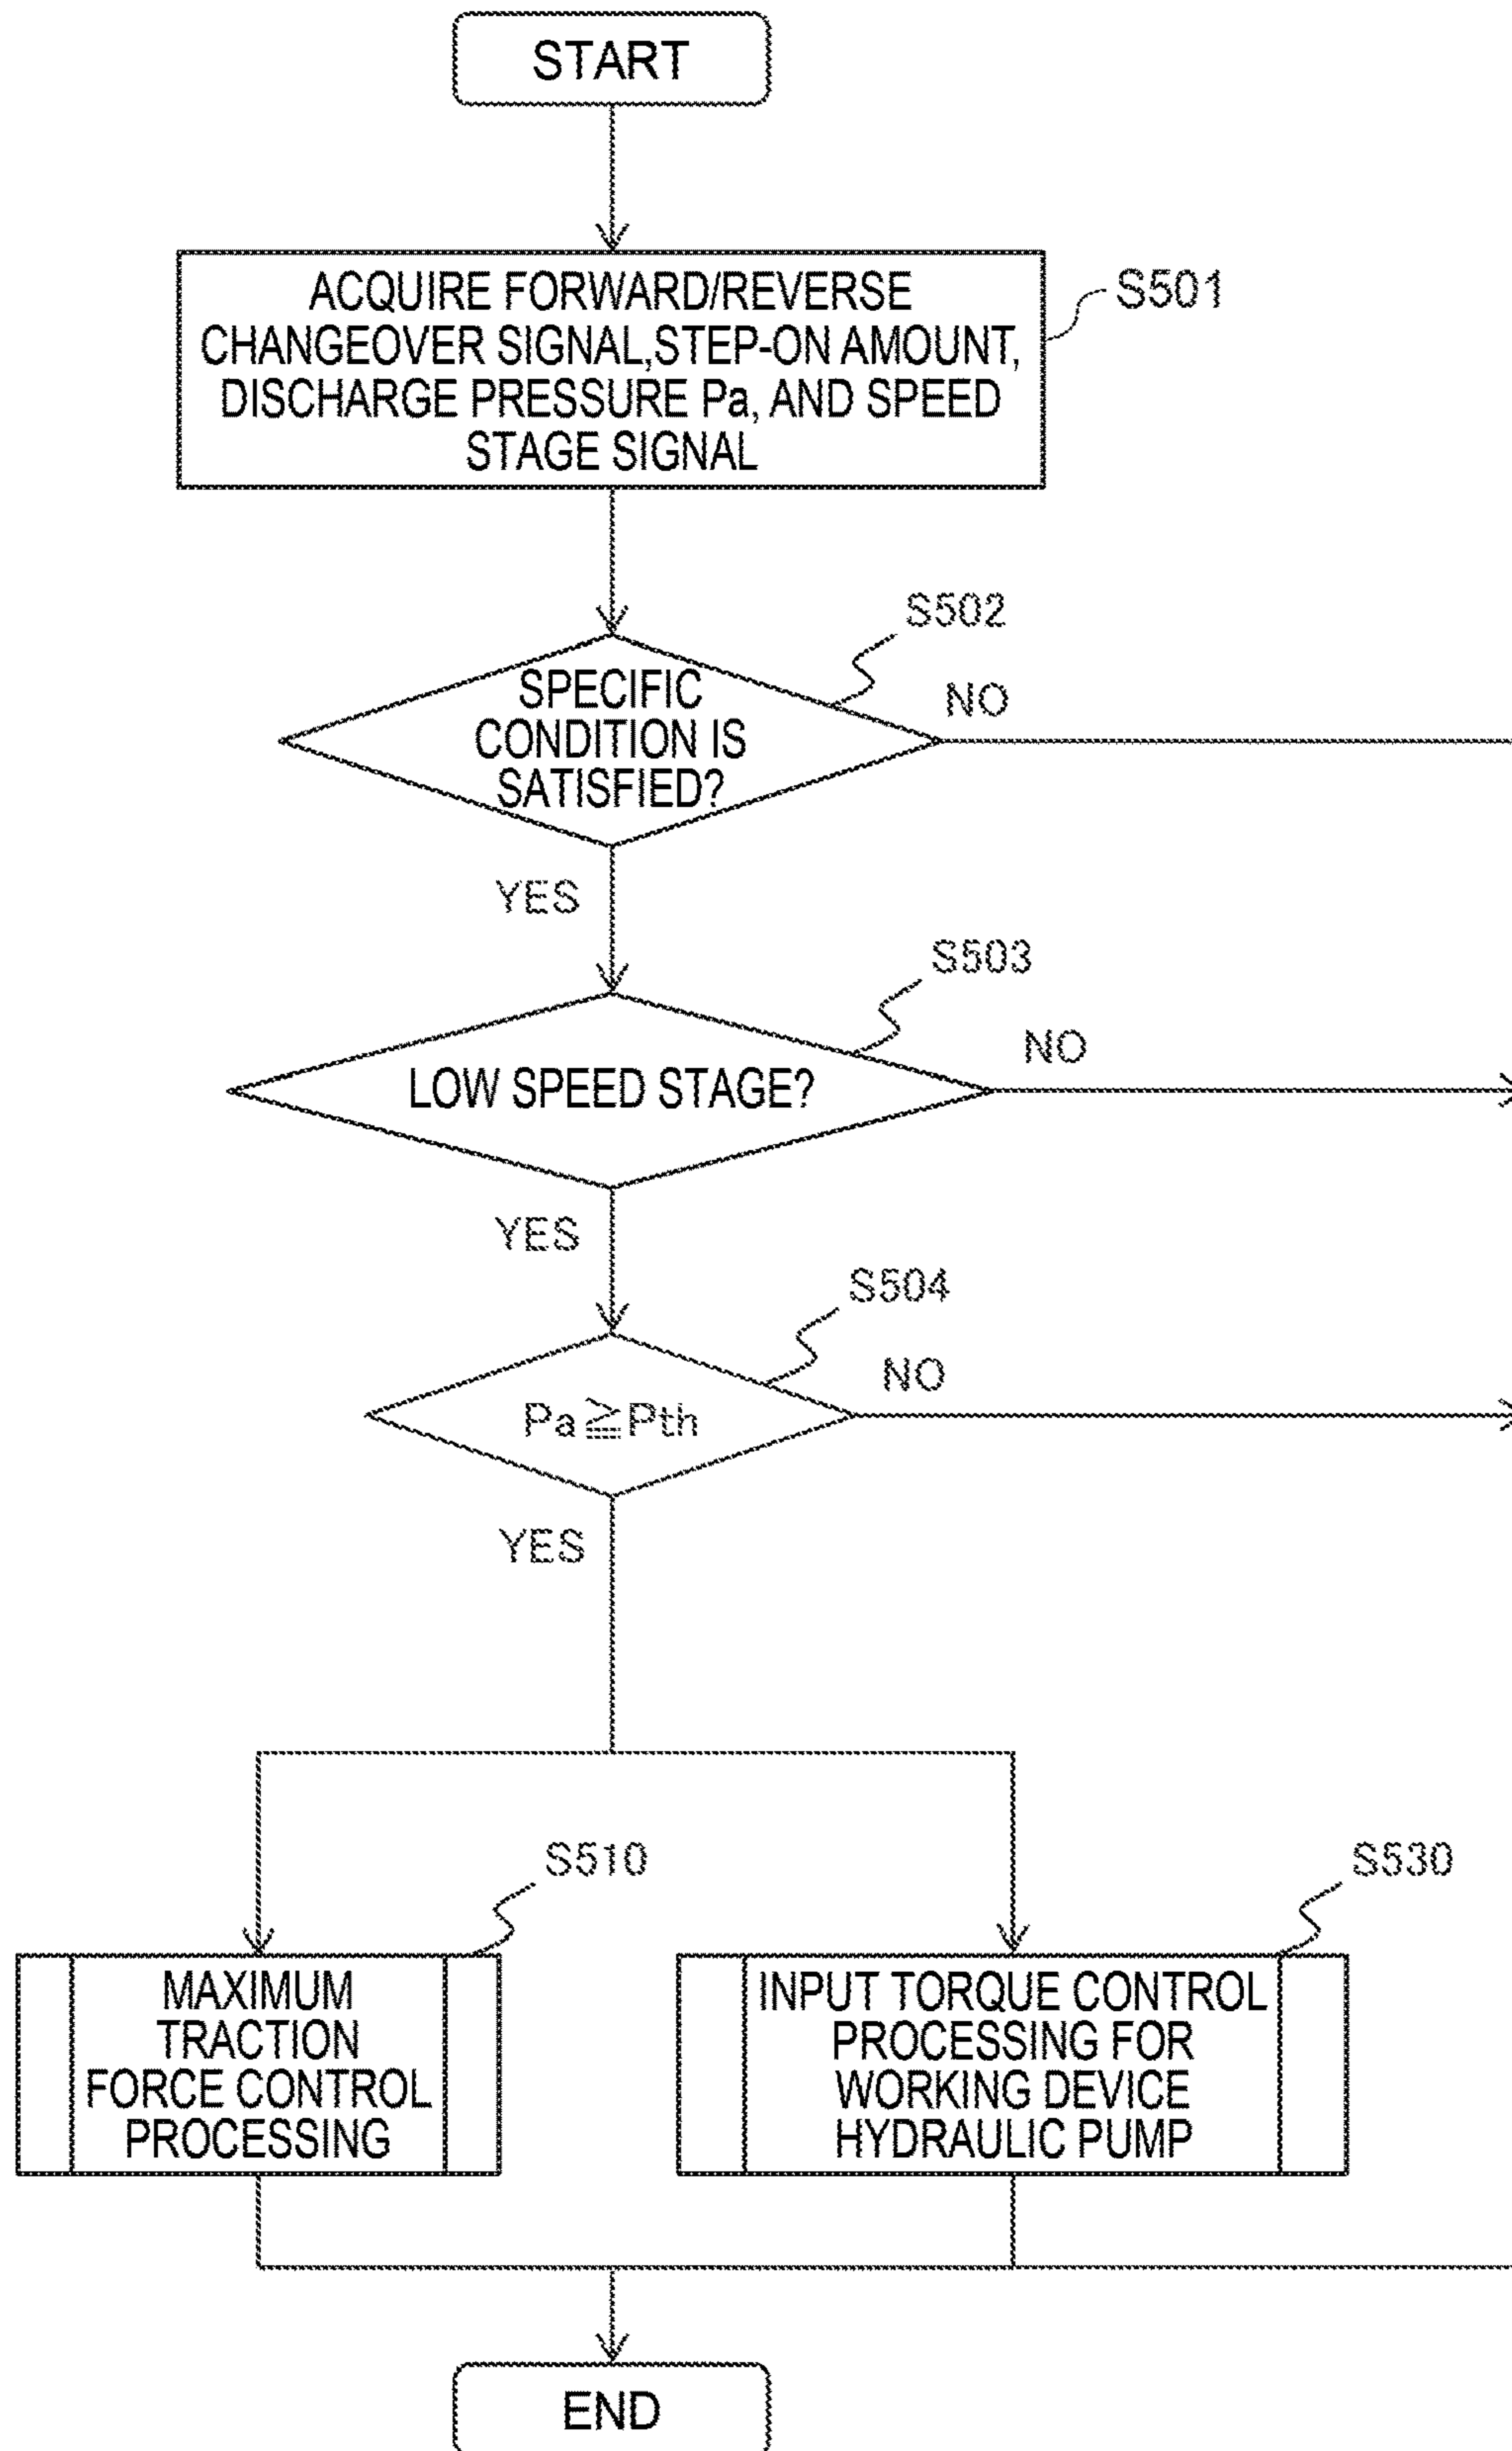 START
ACQUIRE FORWARD/REVERSE
CHANGEOVER SIGNAL,STEP-ON AMOUNT,
DISCHARGE PRESSURE Pa, AND SPEED
STAGE SIGNAL
S501
S502
SPECIFIC
CONDITION IS
SATISFIED?
NO
YES
S503
LOW SPEED STAGE?
NO
YES
S504
Pa≧Pth
NO
YES
S510
MAXIMUM
TRACTION
FORCE CONTROL
PROCESSING
S530
INPUT TORQUE CONTROL
PROCESSING FOR
WORKING DEVICE
HYDRAULIC PUMP
END